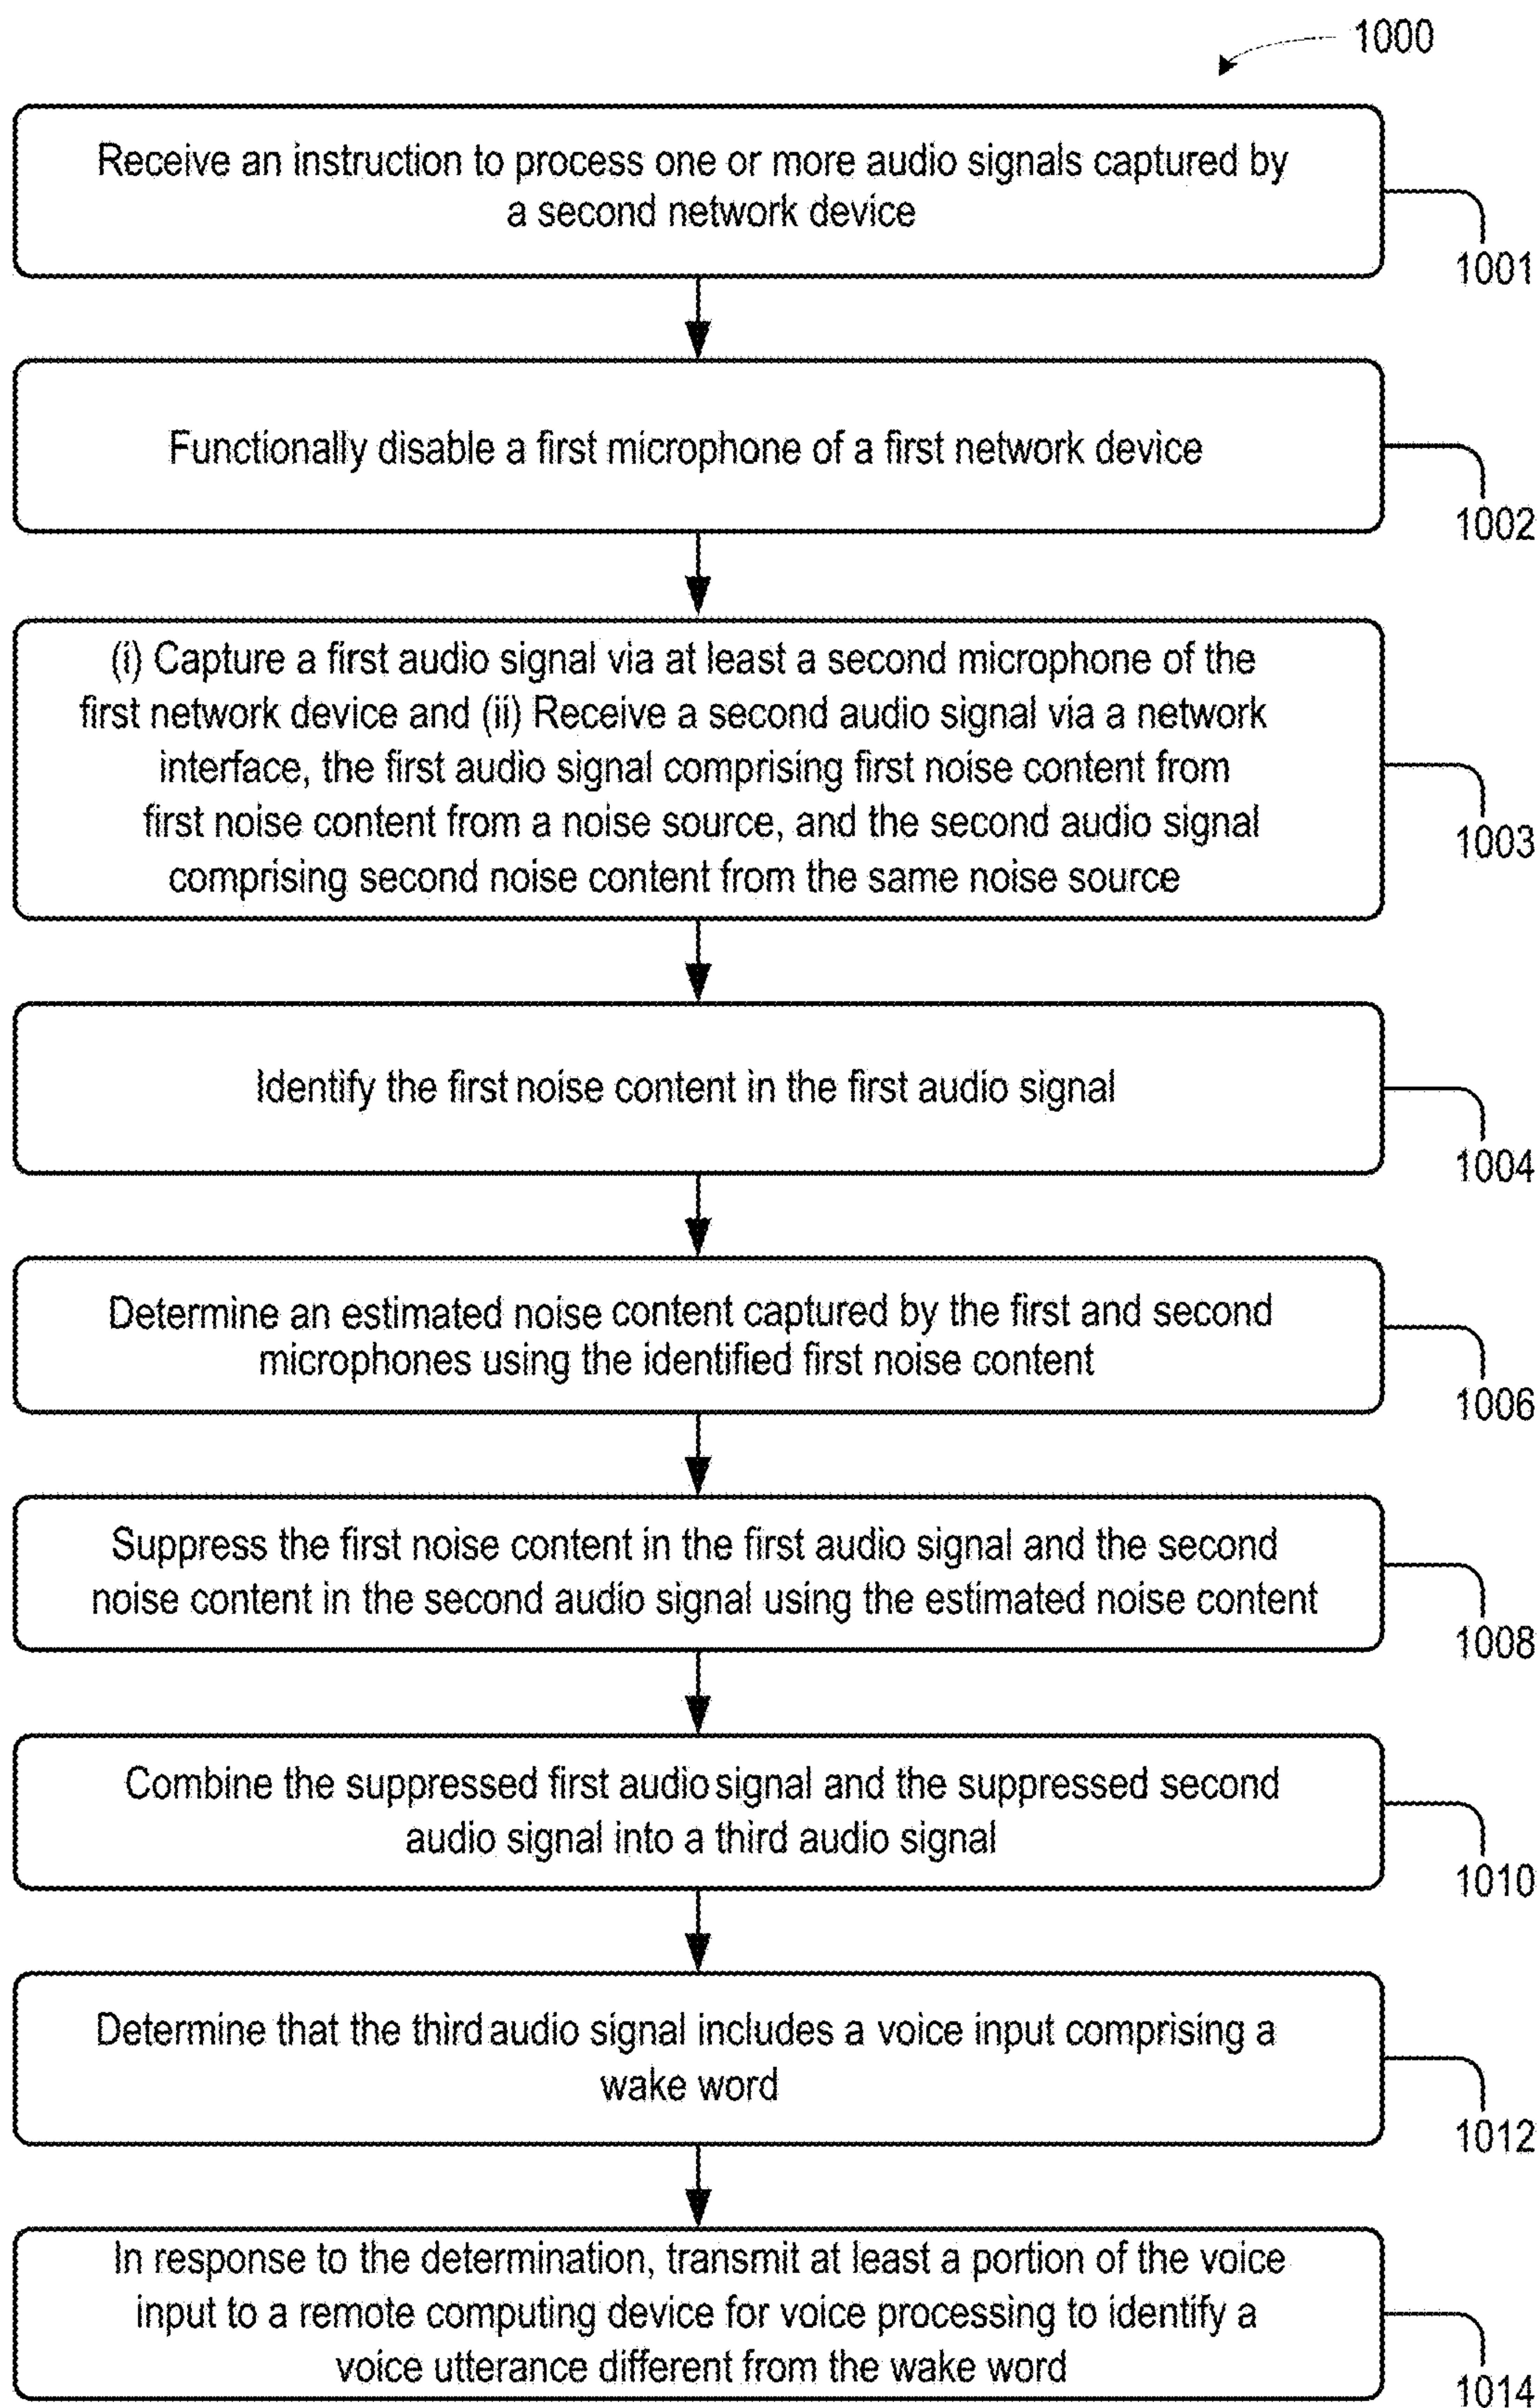 1000
Receive an instruction to process one or more audio signals captured by
a second network device
1001
Functionally disable a first microphone of a first network device
1002
(i) Capture a first audio signal via at least a second microphone of the
first network device and (ii) Receive a second audio signal via a network
interface, the first audio signal comprising first noise content from
first noise content from a noise source, and the second audio signal
comprising second noise content from the same noise source
1003
Identify the first noise content in the first audio signal
1004
Determine an estimated noise content captured by the first and second
microphones using the identified first noise content
1006
Suppress the first noise content in the first audio signal and the second
noise content in the second audio signal using the estimated noise content
1008
Combine the suppressed first audio signal and the suppressed second
audio signal into a third audio signal
1010
Determine that the third audio signal includes a voice input comprising a
wake word
1012
In response to the determination, transmit at least a portion of the voice
input to a remote computing device for voice processing to identify a
voice utterance different from the wake word
1014